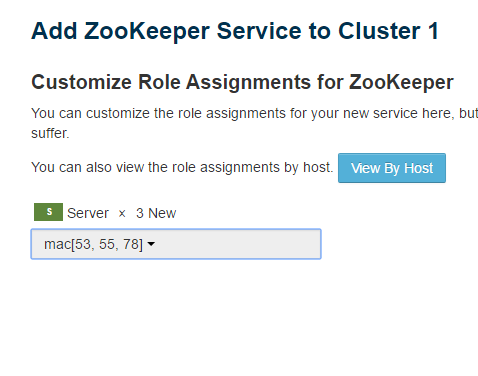 Add ZooKeeper Service to Cluster 1
Customize Role Assignments for ZooKeeper
You can customize the role assignments for your new service here, but
suffer.
You can also view the role assignments by host. View By Host
S Server × 3 New
mac[53, 55, 78]